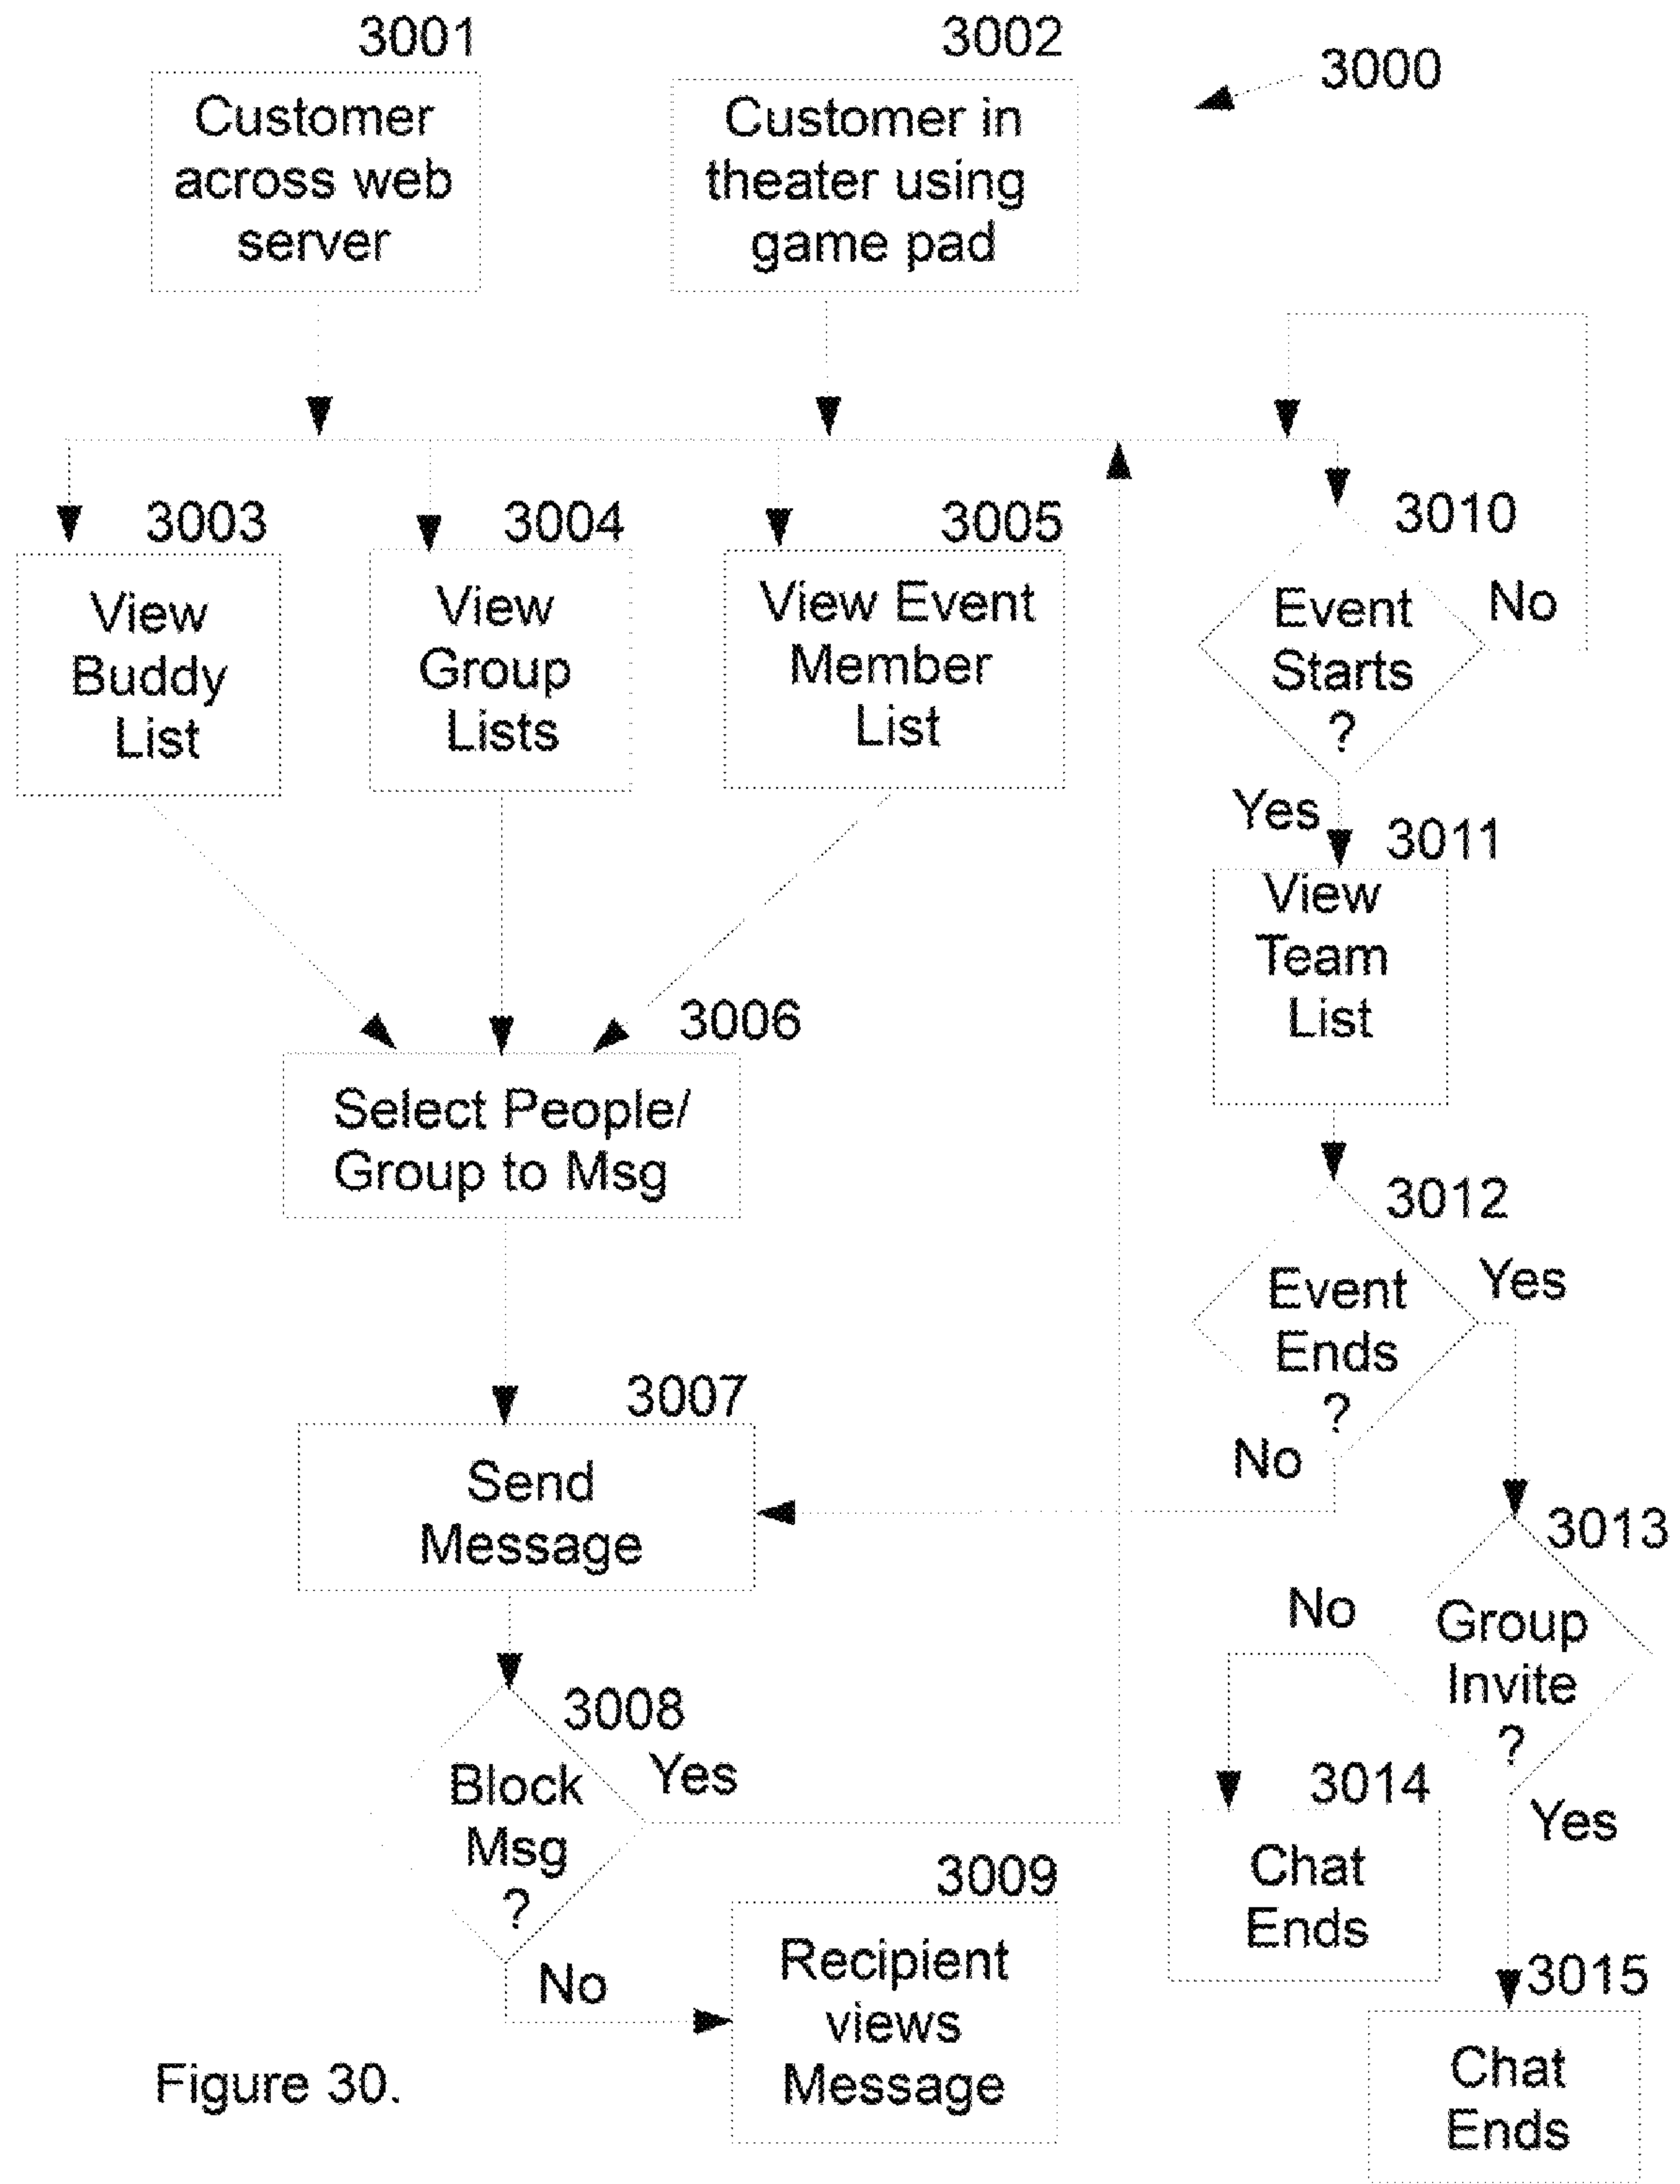 3001
3002
3000
Customer
across web
server
Customer in
theater using
game pad
3003
3004
3005
3010
View
Buddy
List
View
Group
Lists
View Event
Member
List
Event
Starts
?
No
Yes
3011
View
Team
List
3006
Select People/
Group to Msg
3012
Event
Ends
?
Yes
No
3007
Send
Message
3013
Group
Invite
?
No
Yes
3008
Block
Msg
?
Yes
No
3014
Chat
Ends
3009
Recipient
views
Message
3015
Chat
Ends
Figure 30.